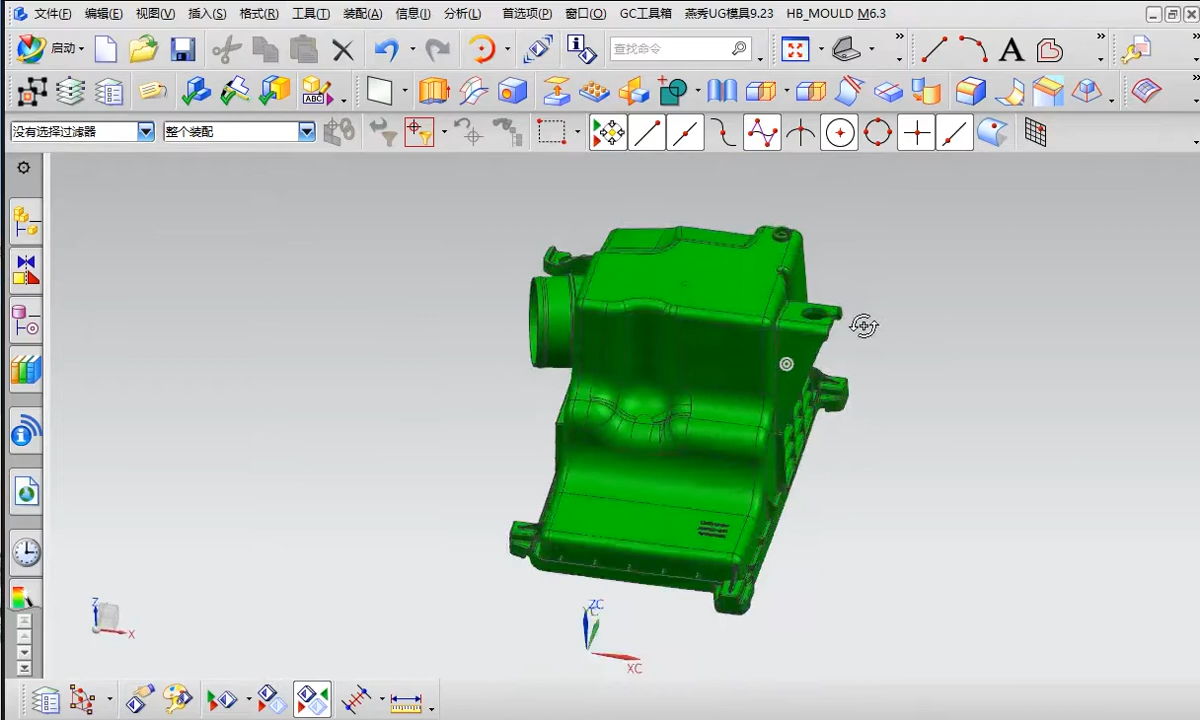 文件(F) 编辑(E) 视图(V) 插入(S) 格式(R) 工具(T) 装配(A) 信息(I) 分析(L) 首选项(P) 窗口(O) GC工具箱 燕秀UG模具9.23 HB_MOULD M6.3
启动 查找命令
ABC
没有选择过滤器 整个装配
Z
X
ZC
YC
XC